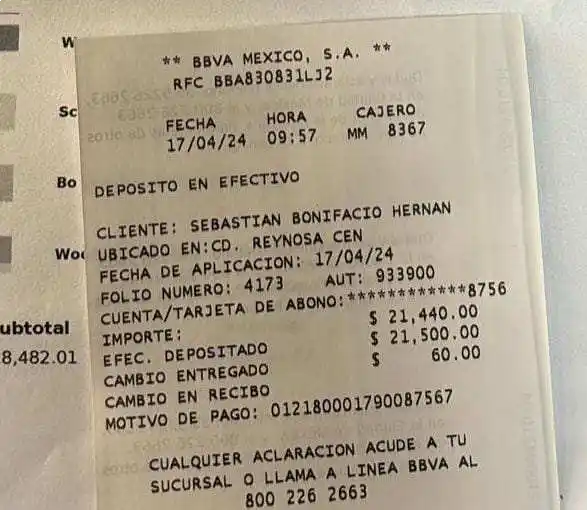 ** BBVA MEXICO, S.A. **
RFC BBA830831LJ2
FECHA HORA CAJERO
17/04/24 09:57 MM 8367
DEPOSITO EN EFECTIVO
CLIENTE: SEBASTIAN BONIFACIO HERNAN
UBICADO EN:CD. REYNOSA CEN
FECHA DE APLICACION: 17/04/24
FOLIO NUMERO: 4173 AUT: 933900
CUENTA/TARJETA DE ABONO:************8756
IMPORTE: $ 21,440.00
EFEC. DEPOSITADO $ 21,500.00
CAMBIO ENTREGADO $ 60.00
CAMBIO EN RECIBO
MOTIVO DE PAGO: 012180001790087567
CUALQUIER ACLARACION ACUDE A TU
SUCURSAL O LLAMA A LINEA BBVA AL
800 226 2663
W
Sc
Bo
Woo
ubtotal
8,482.01